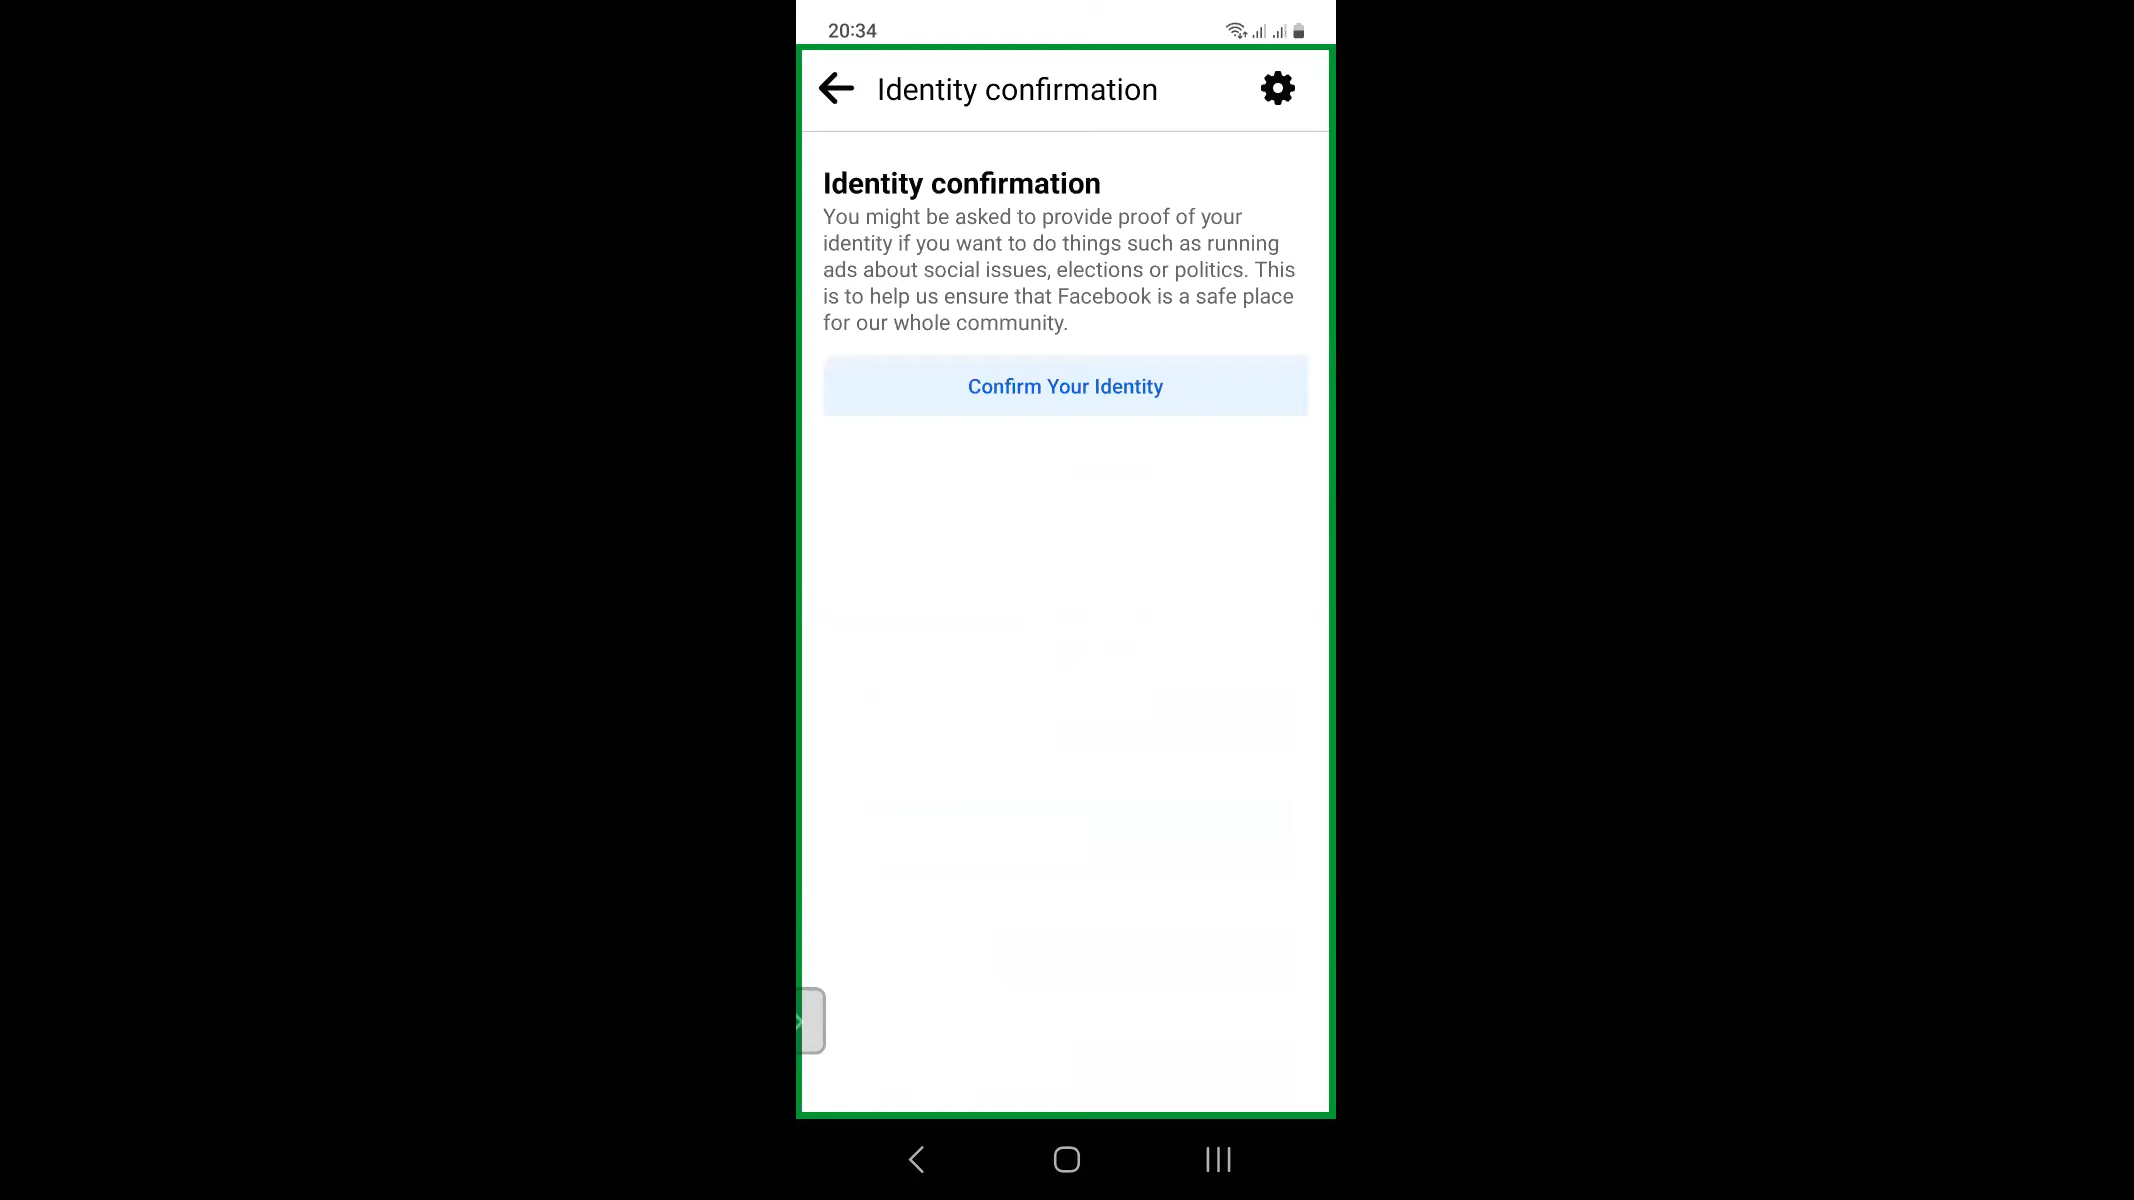 20:34
Identity confirmation
Identity confirmation
You might be asked to provide proof of your
identity if you want to do things such as running
ads about social issues, elections or politics. This
is to help us ensure that Facebook is a safe place
for our whole community.
Confirm Your Identity